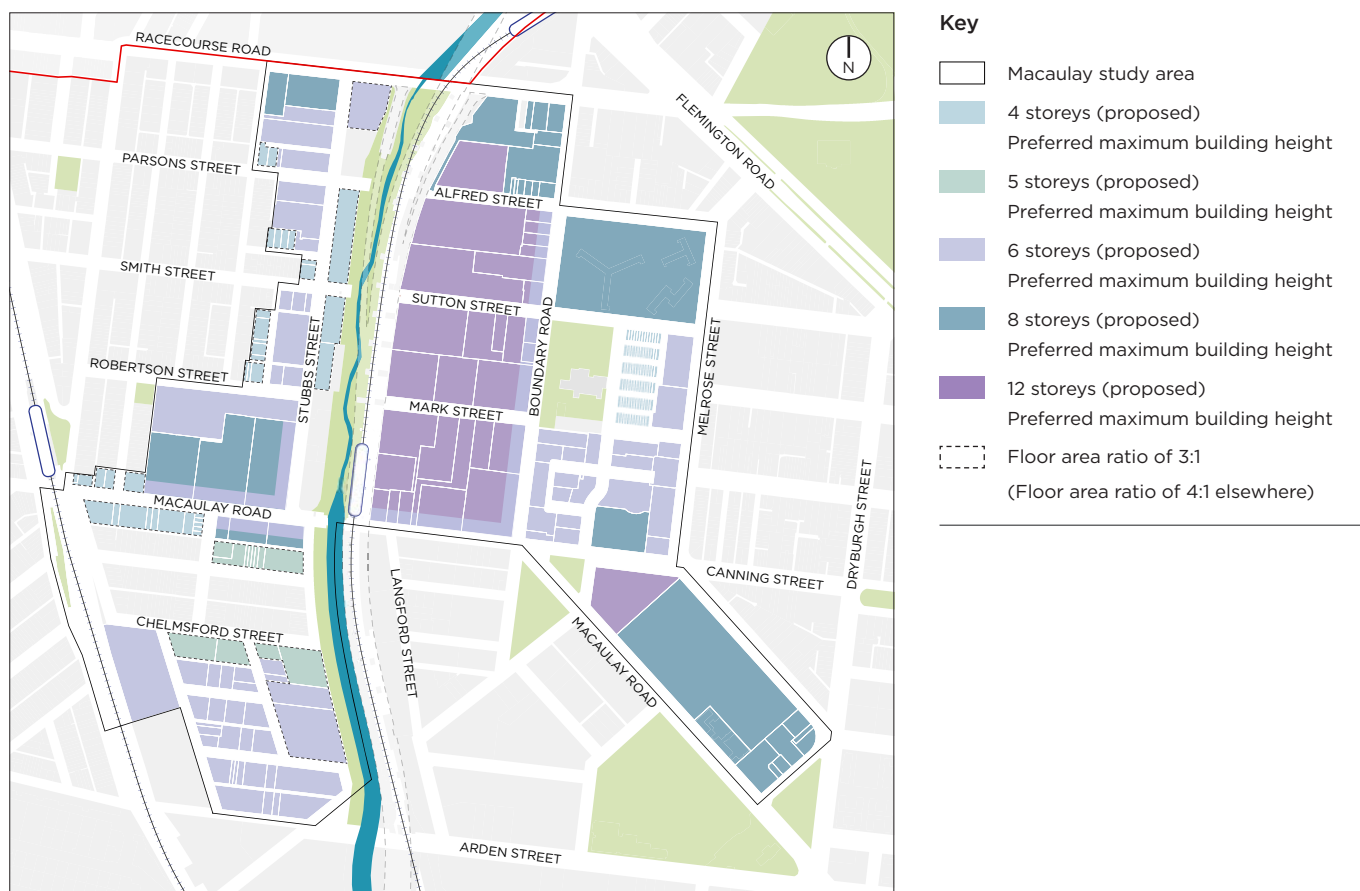 RACECOURSE ROAD
N
FLEMINGTON ROAD
PARSONS STREET
ALFRED STREET
SMITH STREET
SUTTON STREET
STUBBS STREET
BOUNDARY ROAD
MELROSE STREET
ROBERTSON STREET
MARK STREET
MACAULAY ROAD
DRYBURGH STREET
CANNING STREET
LANGFORD STREET
CHELMSFORD STREET
MACAULAY ROAD
ARDEN STREET
Key
Macaulay study area
4 storeys (proposed)
Preferred maximum building height
5 storeys (proposed)
Preferred maximum building height
6 storeys (proposed)
Preferred maximum building height
8 storeys (proposed)
Preferred maximum building height
12 storeys (proposed)
Preferred maximum building height
Floor area ratio of 3:1
(Floor area ratio of 4:1 elsewhere)